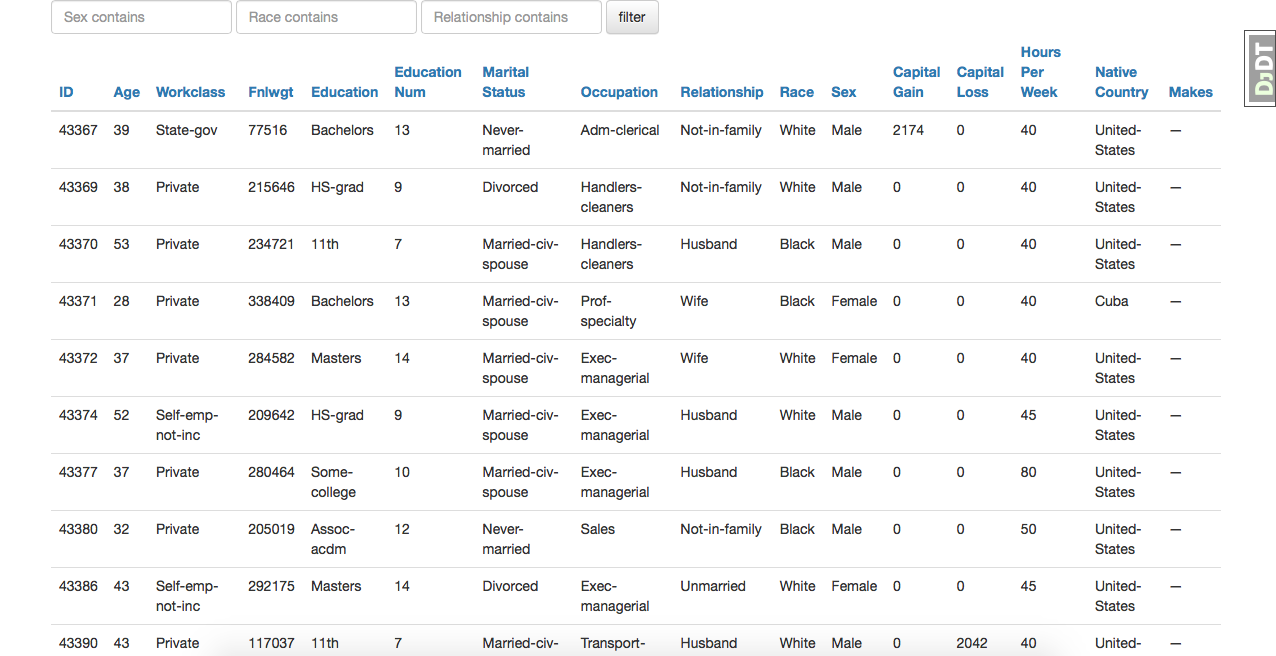 Sex contains Race contains Relationship contains filter
DJDT
Hours
Education Marital Capital Capital Per Native
ID Age Workclass Fnlwgt Education Num Status Occupation Relationship Race Sex Gain Loss Week Country Makes
43367 39 State-gov 77516 Bachelors 13 Never- Adm-clerical Not-in-family White Male 2174 0 40 United- —
married States
43369 38 Private 215646 HS-grad 9 Divorced Handlers- Not-in-family White Male 0 0 40 United- —
cleaners States
43370 53 Private 234721 11th 7 Married-civ- Handlers- Husband Black Male 0 0 40 United- —
spouse cleaners States
43371 28 Private 338409 Bachelors 13 Married-civ- Prof- Wife Black Female 0 0 40 Cuba —
spouse specialty
43372 37 Private 284582 Masters 14 Married-civ- Exec- Wife White Female 0 0 40 United- —
spouse managerial States
43374 52 Self-emp- 209642 HS-grad 9 Married-civ- Exec- Husband White Male 0 0 45 United- —
not-inc spouse managerial States
43377 37 Private 280464 Some- 10 Married-civ- Exec- Husband Black Male 0 0 80 United- —
college spouse managerial States
43380 32 Private 205019 Assoc- 12 Never- Sales Not-in-family Black Male 0 0 50 United- —
acdm married States
43386 43 Self-emp- 292175 Masters 14 Divorced Exec- Unmarried White Female 0 0 45 United- —
not-inc managerial States
43390 43 Private 117037 11th 7 Married-civ- Transport- Husband White Male 0 2042 40 United- —